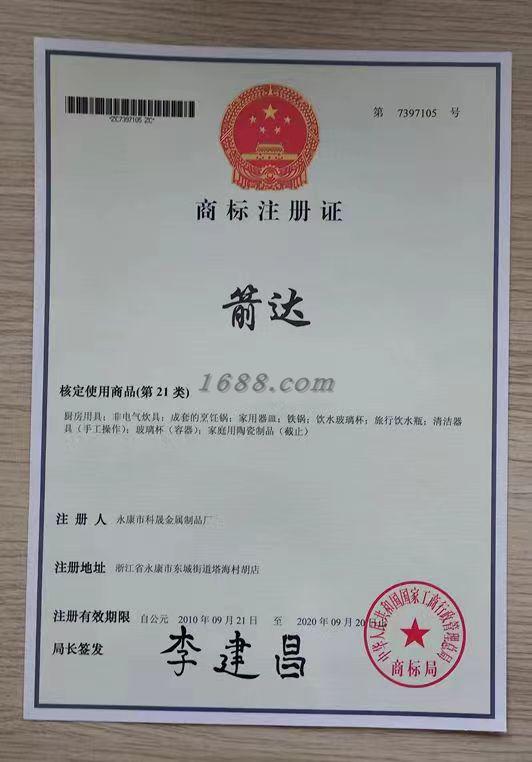 *ZC7397105 ZC*
第 7397105 号
商标注册证
箭达
1688.com
核定使用商品(第 21 类)
厨房用具；非电气炊具；成套的烹饪锅；家用器皿；铁锅；饮水玻璃杯；旅行饮水瓶；清洁器
具（手工操作）；玻璃杯（容器）；家庭用陶瓷制品（截止）
注 册 人 永康市科晟金属制品厂
注册地址 浙江省永康市东城街道塔海村胡店
注册有效期限 自公元 2010 年 09 月 21 日 至 2020 年 09 月 20 日止
局长签发 李建昌
中华人民共和国国家工商行政管理总局
商标局